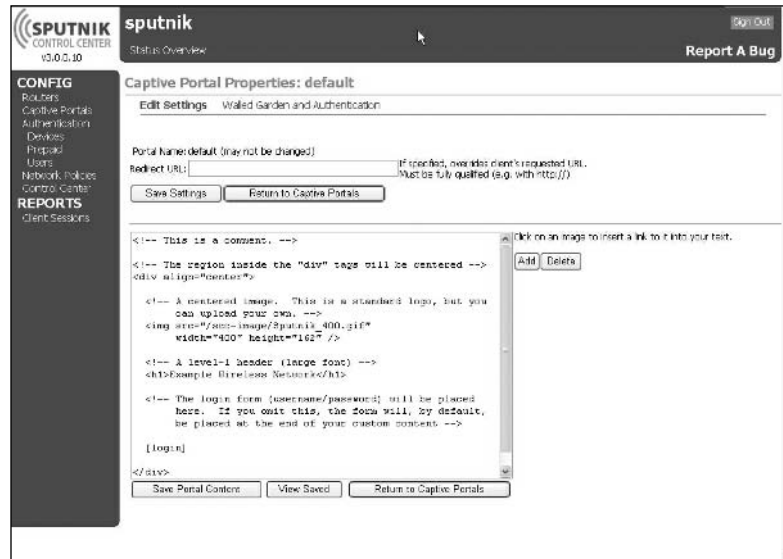 SPUTNIK
CONTROL CENTER
v3.0.0.10
sputnik
Status Overview
Sign Out
Report A Bug
CONFIG
Routers
Captive Portals
Authentication
Devices
Prepaid
Users
Network Policies
Control Center
REPORTS
Client Sessions
Captive Portal Properties: default
Edit Settings Walled Garden and Authentication
Portal Name: default (may not be changed)
Redirect URL: If specified, overrides client's requested URL.
Must be fully qualified (e.g. with http://)
Save Settings Return to Captive Portals
<!-- This is a comment. -->
<!-- The region inside the "div" tags will be centered -->
<div align="center">
<!-- A centered image. This is a standard logo, but you
can upload your own. -->
<img src="/scc-image/Sputnik_400.gif"
width="400" height="162" />
<!-- A level-1 header (large font) -->
<h1>Example Wireless Network</h1>
<!-- The login form (username/password) will be placed
here. If you omit this, the form will, by default,
be placed at the end of your custom content -->
[login]
</div>
Click on an image to insert a link to it into your text.
Add Delete
Save Portal Content View Saved Return to Captive Portals